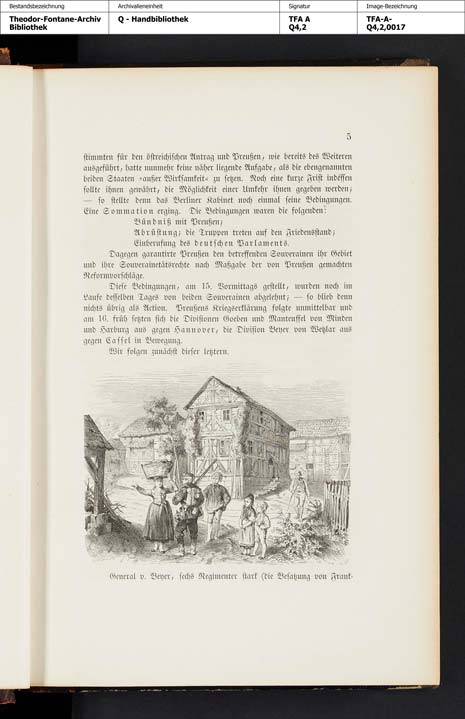 Bestandsbezeichnung
Theodor-Fontane-Archiv
Bibliothek
Archivalieneinheit
Q - Handbibliothek
Signatur
TFA A
Q4,2
Image-Bezeichnung
TFA-A-
Q4,2,0017
5
stimmten für den östreichischen Antrag und Preußen, wie bereits des Weiteren
ausgeführt, hatte nunmehr keine näher liegende Aufgabe, als die ebengenannten
beiden Staaten »außer Wirksamkeit« zu setzen. Noch eine kurze Frist indessen
sollte ihnen gewährt, die Möglichkeit einer Umkehr ihnen gegeben werden;
— so stellte denn das Berliner Kabinet noch einmal seine Bedingungen.
Eine Sommation erging. Die Bedingungen waren die folgenden:
Bündniß mit Preußen;
Abrüstung; die Truppen treten auf den Friedensstand;
Einberufung des deutschen Parlaments.
Dagegen garantirte Preußen den betreffenden Souverainen ihr Gebiet
und ihre Souverainetätsrechte nach Maßgabe der von Preußen gemachten
Reformvorschläge.
Diese Bedingungen, am 15. Vormittags gestellt, wurden noch im
Laufe desselben Tages von beiden Souverainen abgelehnt; — so blieb denn
nichts übrig als Action. Preußens Kriegserklärung folgte unmittelbar und
am 16. früh setzten sich die Divisionen Goeben und Manteuffel von Minden
und Harburg aus gegen Hannover, die Division Beyer von Wetzlar aus
gegen Cassel in Bewegung.
Wir folgen zunächst dieser letztern.
General v. Beyer, sechs Regimenter stark (die Besatzung von Frank-